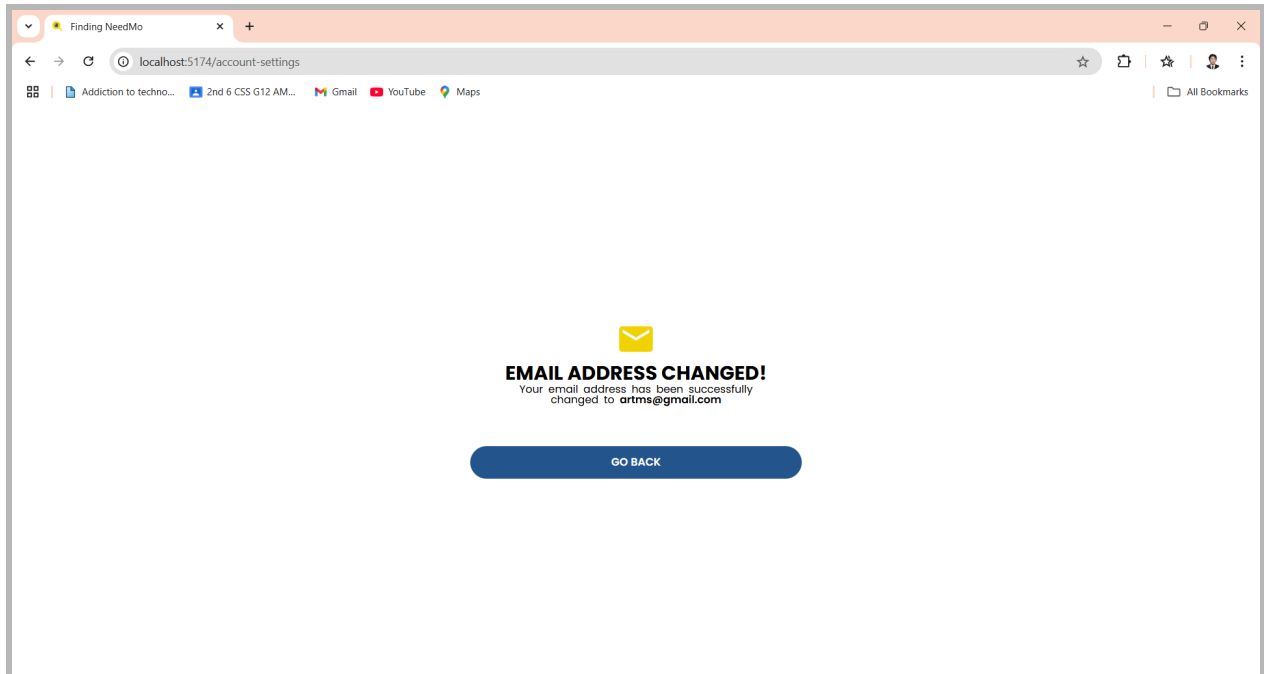 Finding NeedMo
localhost:5174/account-settings
Addiction to techno... 2nd 6 CSS G12 AM... Gmail YouTube Maps All Bookmarks
EMAIL ADDRESS CHANGED!
Your email address has been successfully
changed to artms@gmail.com
GO BACK